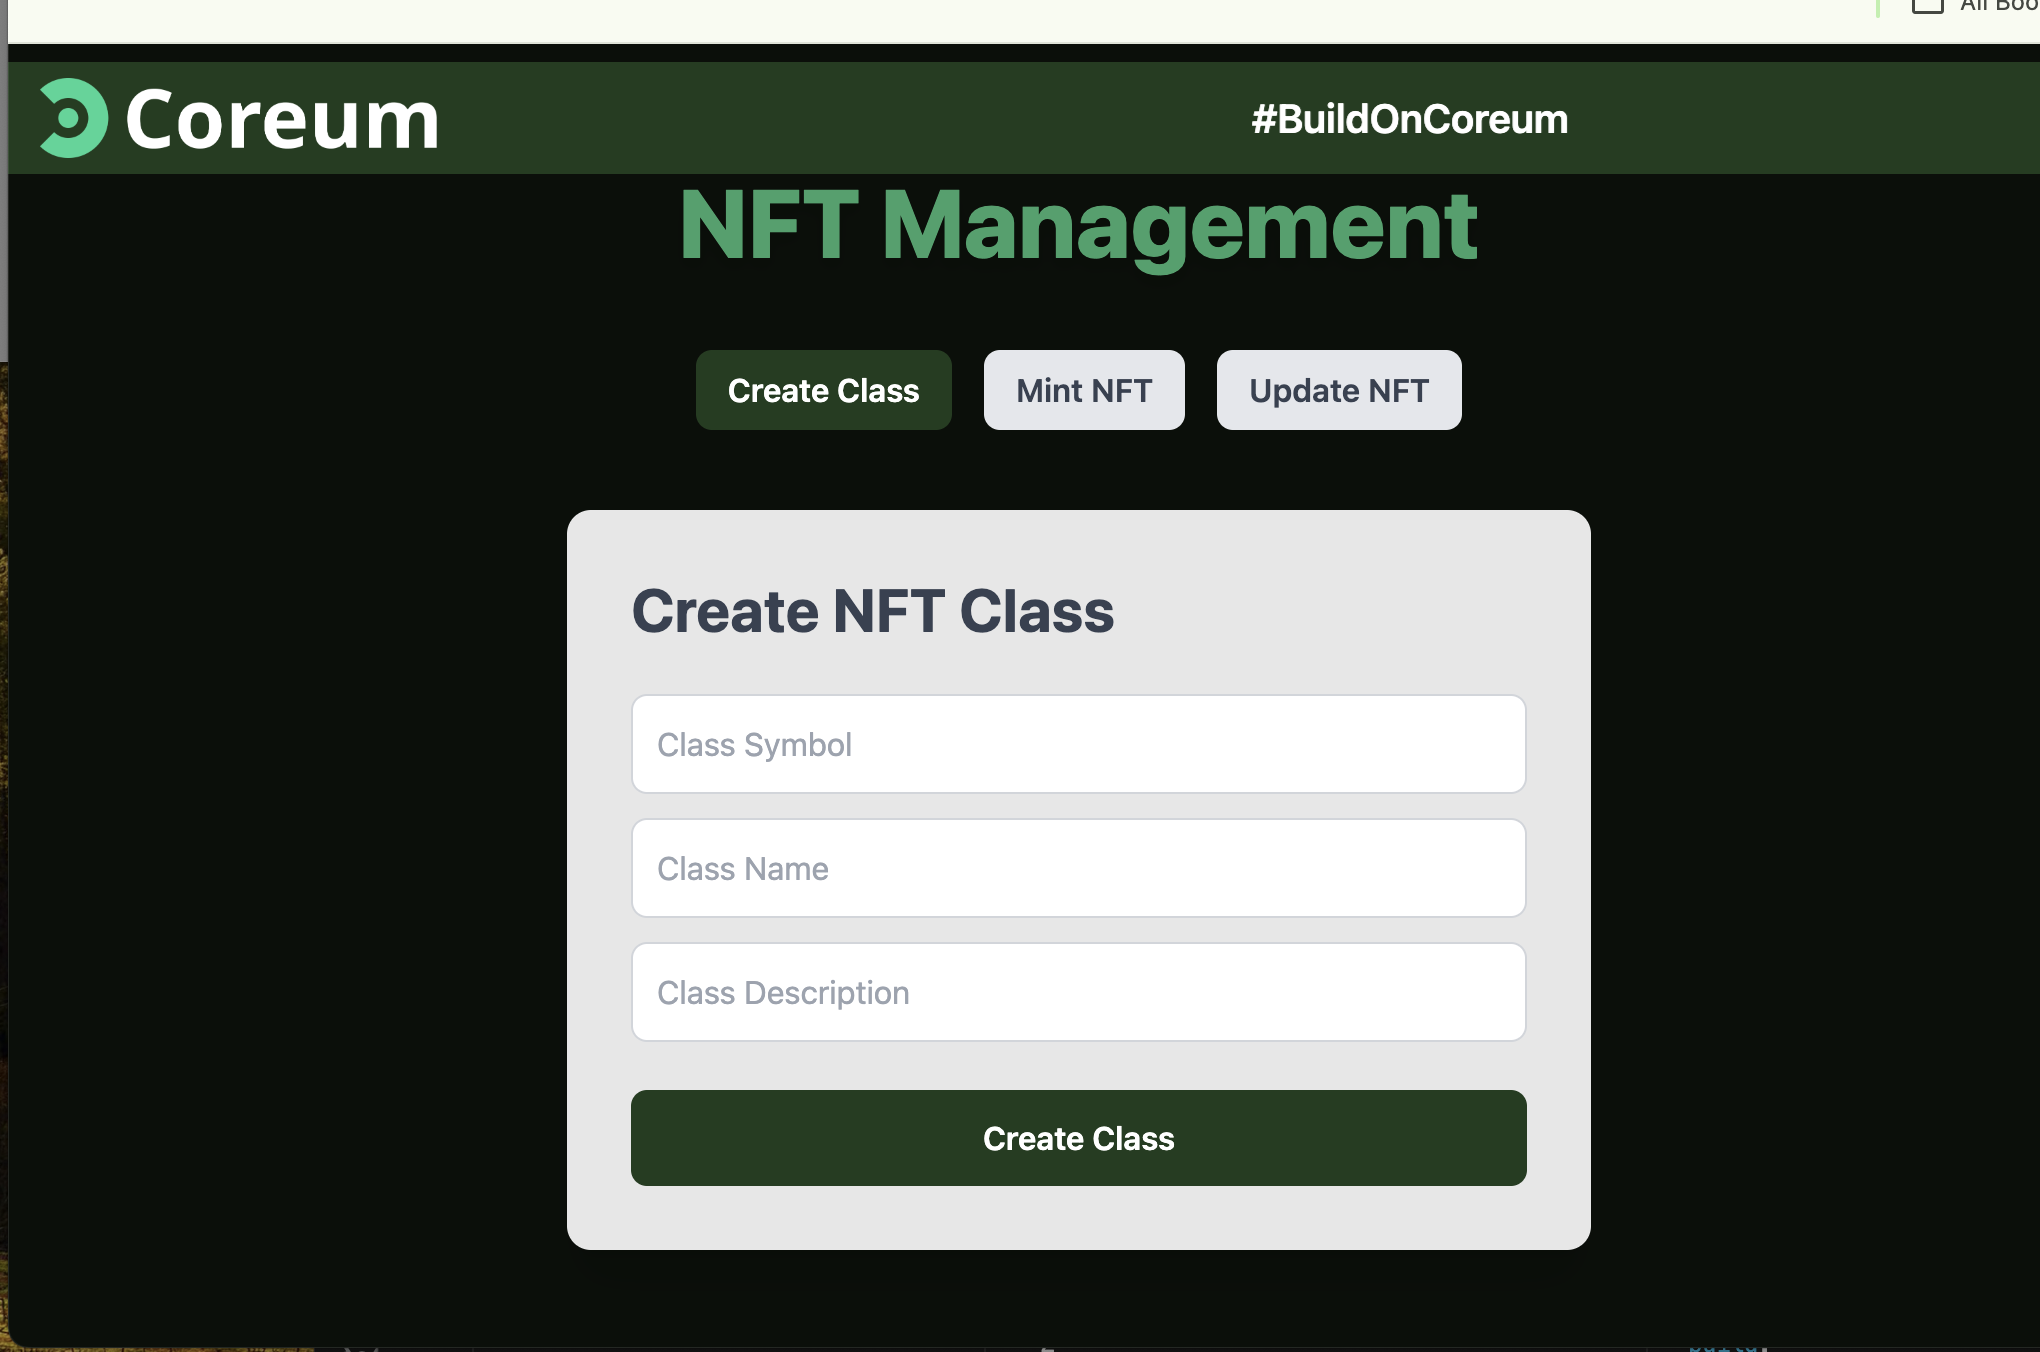 All Boo
Coreum
#BuildOnCoreum
NFT Management
Create Class
Mint NFT
Update NFT
Create NFT Class
Class Symbol
Class Name
Class Description
Create Class